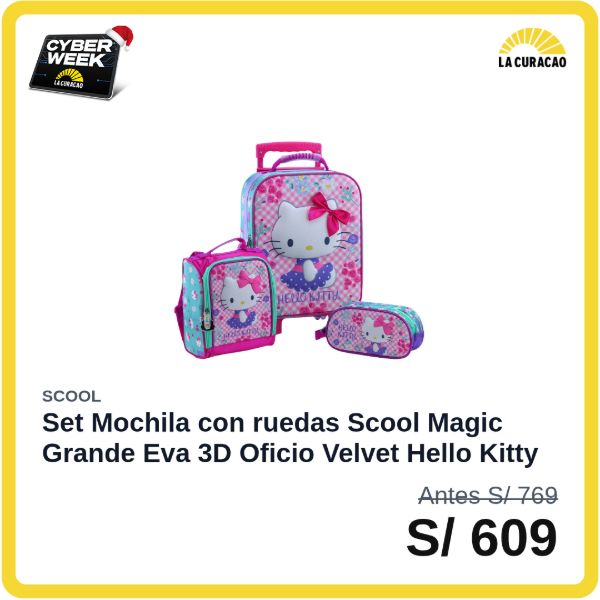 CYBER
WEEK
LA CURACAO
LA CURACAO
HELLO KITTY
HELLO
KITTY
SCOOL
Set Mochila con ruedas Scool Magic
Grande Eva 3D Oficio Velvet Hello Kitty
Antes S/ 769
S/ 609